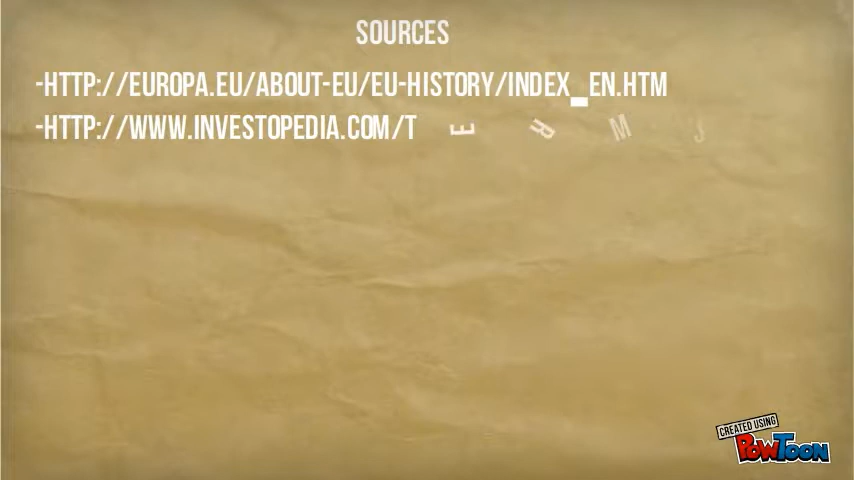 SOURCES
-HTTP://EUROPA.EU/ABOUT-EU/EU-HISTORY/INDEX_EN.HTM
-HTTP://WWW.INVESTOPEDIA.COM/T E R M
CREATED USING
POWTOON